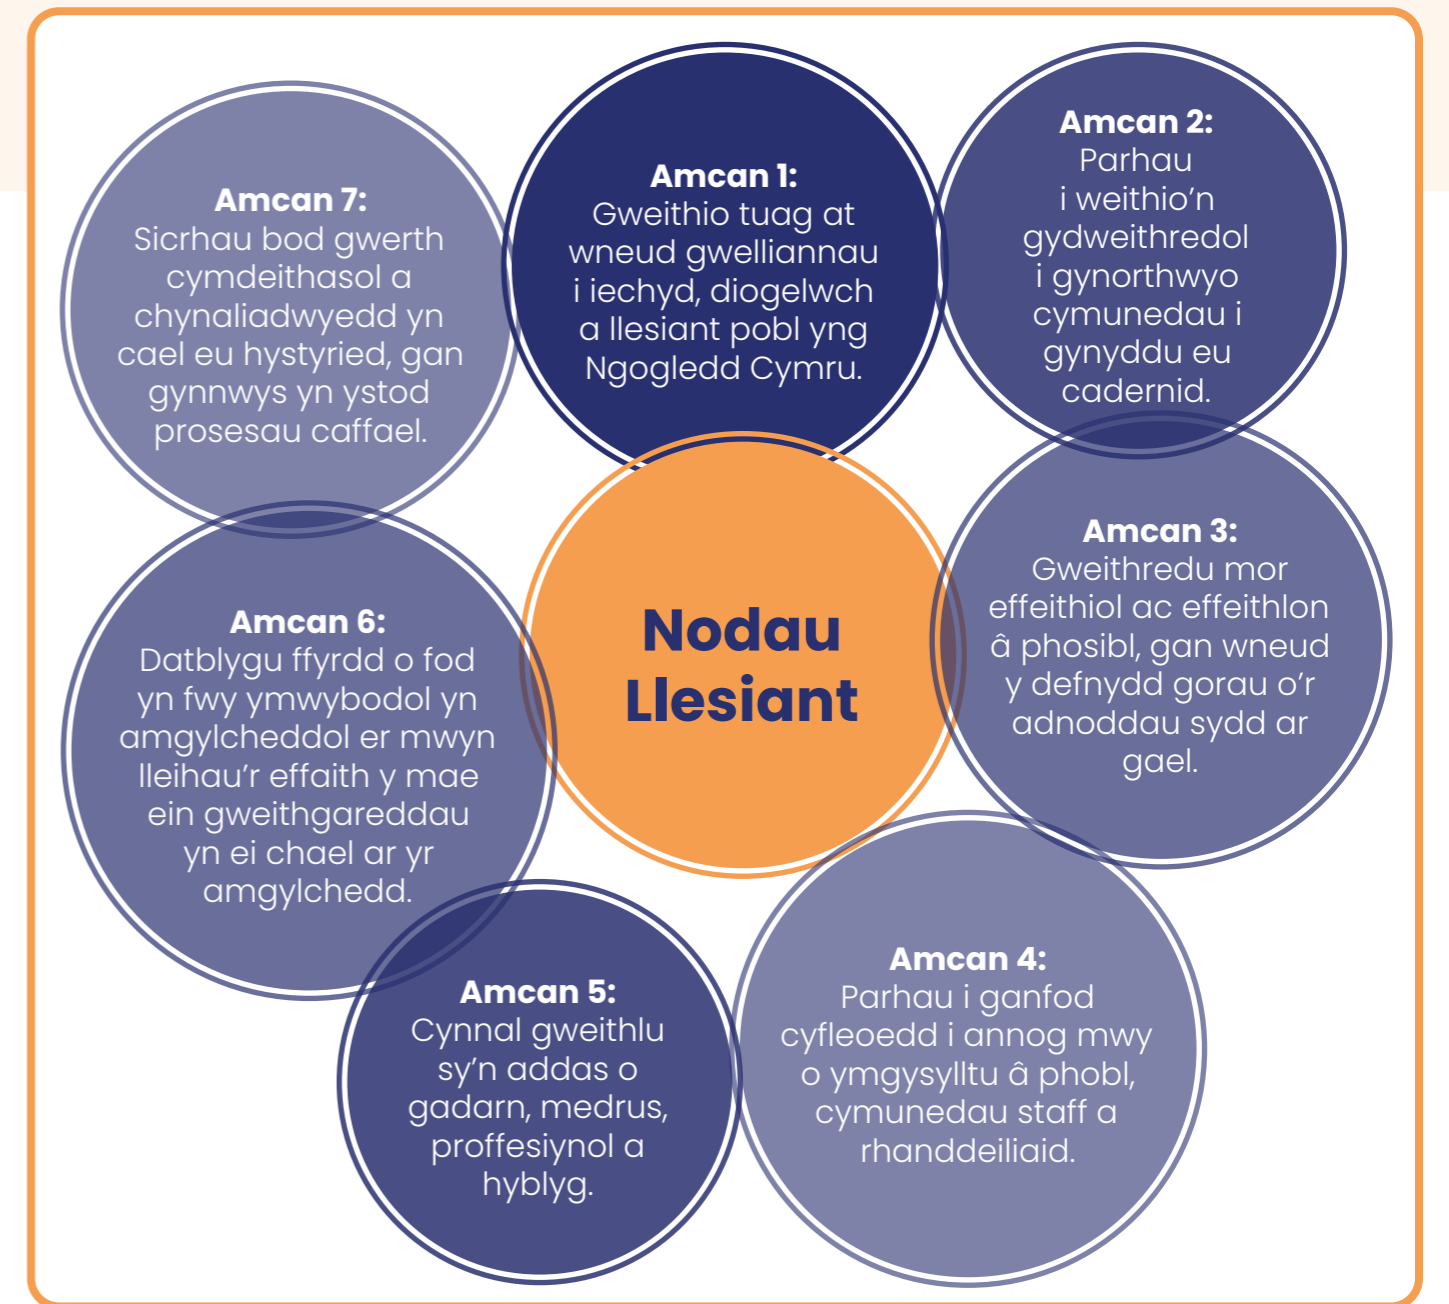 Amcan 1:
Gweithio tuag at
wneud gwelliannau
i iechyd, diogelwch
a llesiant pobl yng
Ngogledd Cymru.
Amcan 2:
Parhau
i weithio’n
gydweithredol
i gynorthwyo
cymunedau i
gynyddu eu
cadernid.
Amcan 3:
Gweithredu mor
effeithiol ac effeithlon
â phosibl, gan wneud
y defnydd gorau o’r
adnoddau sydd ar
gael.
Amcan 4:
Parhau i ganfod
cyfleoedd i annog mwy
o ymgysylltu â phobl,
cymunedau staff a
rhanddeiliaid.
Amcan 5:
Cynnal gweithlu
sy’n addas o
gadarn, medrus,
proffesiynol a
hyblyg.
Amcan 6:
Datblygu ffyrdd o fod
yn fwy ymwybodol yn
amgylcheddol er mwyn
lleihau’r effaith y mae
ein gweithgareddau
yn ei chael ar yr
amgylchedd.
Amcan 7:
Sicrhau bod gwerth
cymdeithasol a
chynaliadwyedd yn
cael eu hystyried, gan
gynnwys yn ystod
prosesau caffael.
Nodau
Llesiant